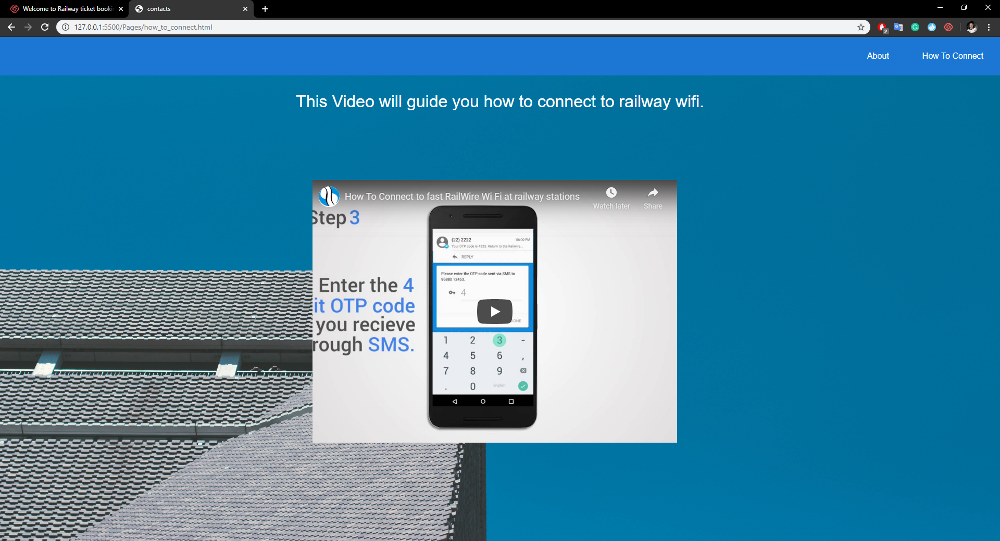 Welcome to Railway ticket booki
contacts
127.0.0.1:5500/Pages/how_to_connect.html
2
About
How To Connect
This Video will guide you how to connect to railway wifi.
How To Connect to fast RailWire Wi Fi at railway stations
Watch later
Share
Step 3
(22) 2222
06:00 PM
Your OTP code is 4323. Return to the Railwire...
REPLY
Please enter the OTP code sent via SMS to
96880 12453.
4
DONE
Enter the 4
it OTP code
you recieve
rough SMS.
1 2 3 -
4 5 6 ,
7 8 9
. 0 English